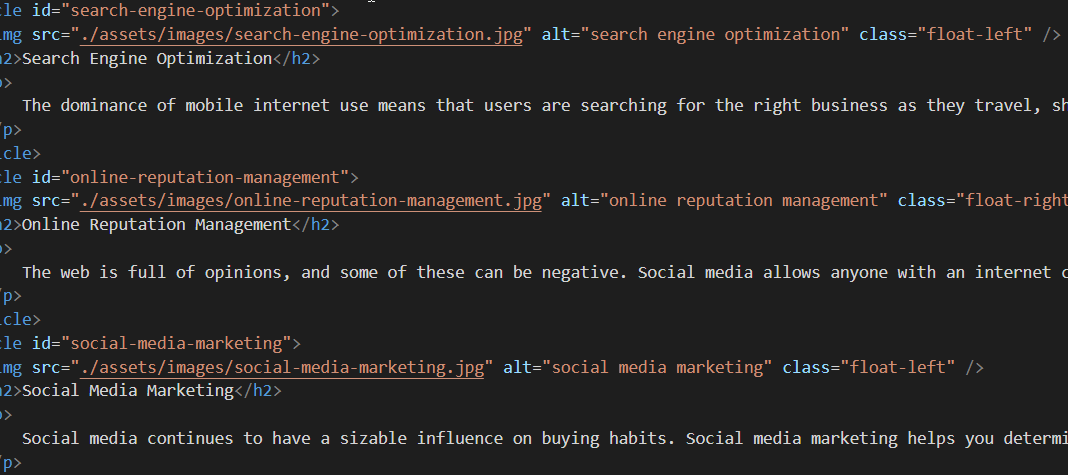 cle id="search-engine-optimization">
mg src="./assets/images/search-engine-optimization.jpg" alt="search engine optimization" class="float-left" />
h2>Search Engine Optimization</h2>
p>
The dominance of mobile internet use means that users are searching for the right business as they travel, sh
/p>
icle>
cle id="online-reputation-management">
mg src="./assets/images/online-reputation-management.jpg" alt="online reputation management" class="float-right
h2>Online Reputation Management</h2>
p>
The web is full of opinions, and some of these can be negative. Social media allows anyone with an internet c
/p>
icle>
cle id="social-media-marketing">
mg src="./assets/images/social-media-marketing.jpg" alt="social media marketing" class="float-left" />
h2>Social Media Marketing</h2>
p>
Social media continues to have a sizable influence on buying habits. Social media marketing helps you determi
/p>